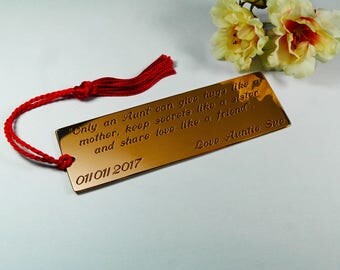 "Only an Aunt can give hugs like a
mother, keep secrets like a sister
and share love like a friend".
Love Auntie Sue
01/01/2017